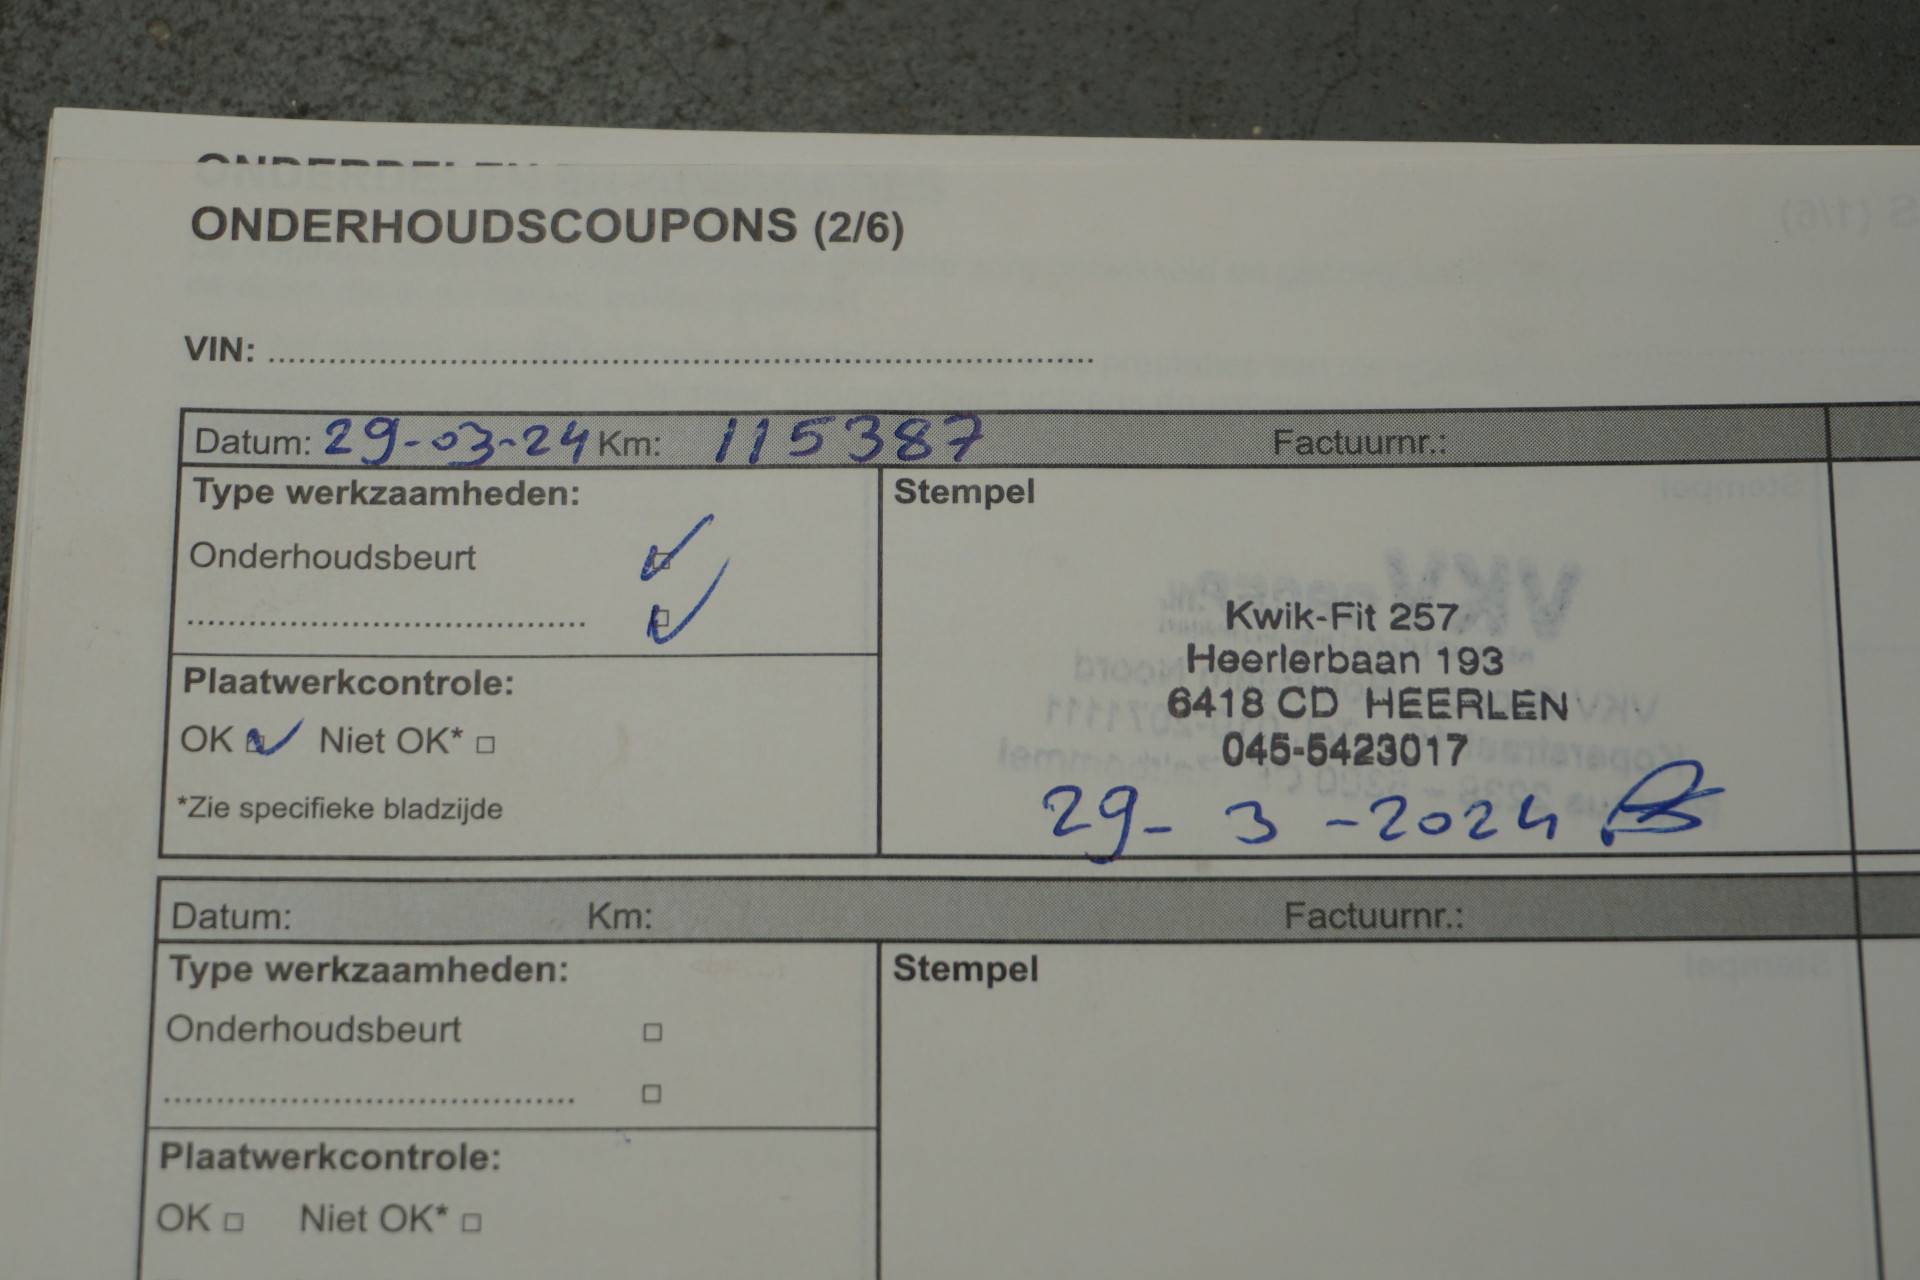 ONDERHOUDSCOUPONS (2/6)
VIN:
Datum: 29-03-24 Km: 115387 Factuurnr.:
Type werkzaamheden:
Stempel
Onderhoudsbeurt
Kwik-Fit 257
Heerlerbaan 193
6418 CD HEERLEN
045-5423017
29-3-2024
Plaatwerkcontrole:
OK Niet OK*
*Zie specifieke bladzijde
Datum: Km: Factuurnr.:
Type werkzaamheden:
Stempel
Onderhoudsbeurt
Plaatwerkcontrole:
OK Niet OK*